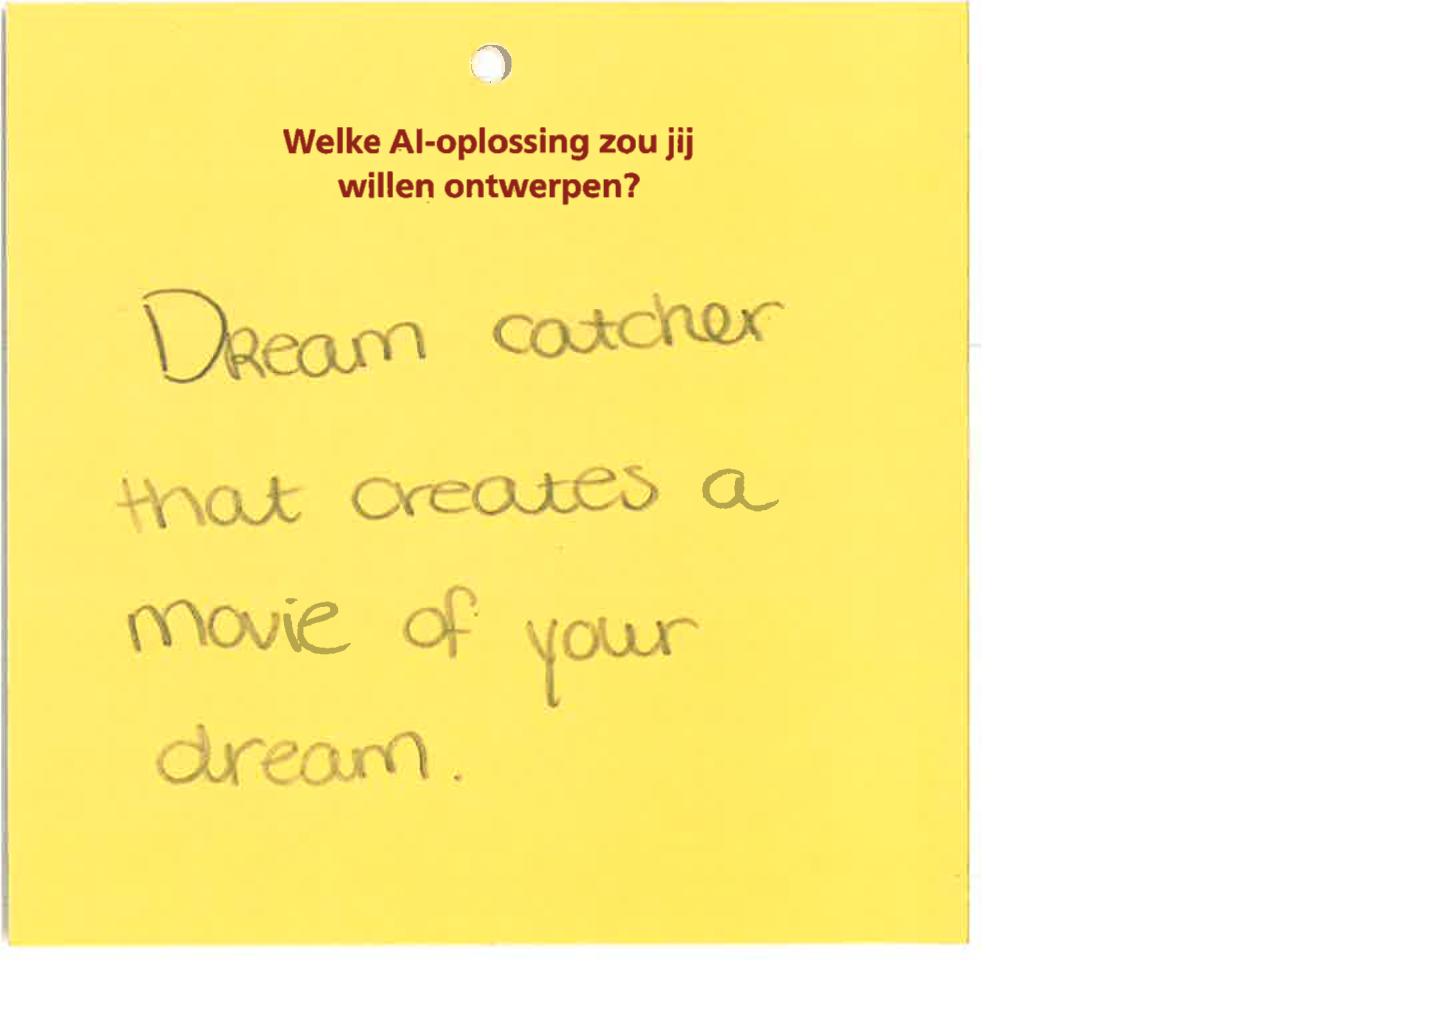 Welke AI-oplossing zou jij
willen ontwerpen?
Dream catcher
that creates a
movie of your
dream.